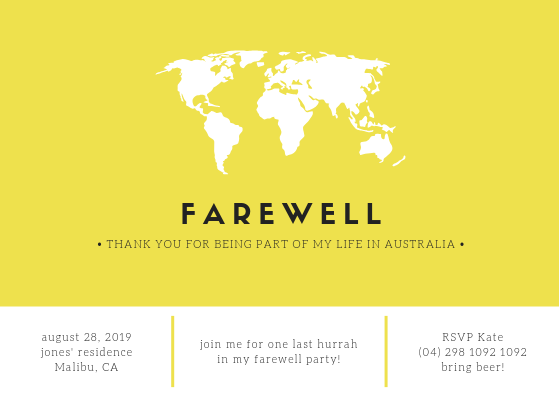 FAREWELL
• THANK YOU FOR BEING PART OF MY LIFE IN AUSTRALIA •
august 28, 2019
jones' residence
Malibu, CA
join me for one last hurrah
in my farewell party!
RSVP Kate
(04) 298 1092 1092
bring beer!